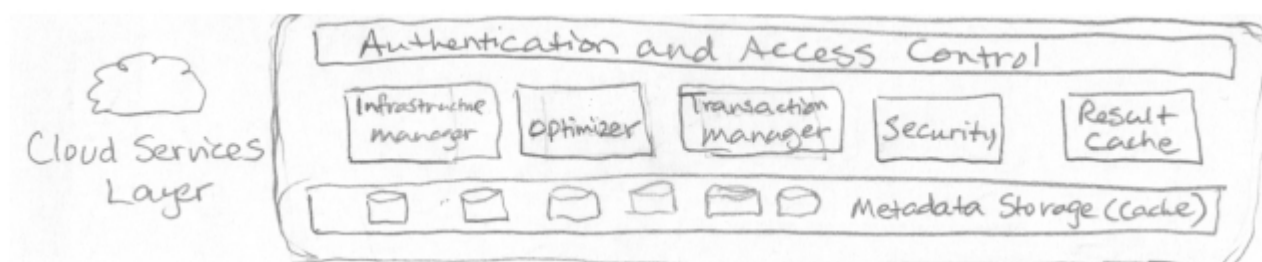 Authentication and Access Control
Infrastructure
manager
optimizer
Transaction
manager
Security
Result
Cache
Cloud Services
Layer
Metadata Storage (Cache)